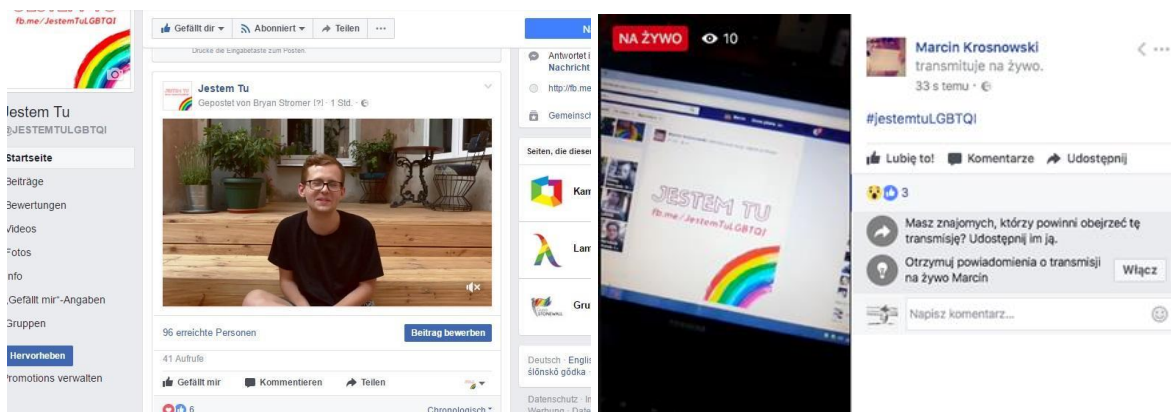 fb.me/JestemTuLGBTQI
Jestem Tu
@JESTEMTULGBTQI
Startseite
Beiträge
Bewertungen
Videos
Fotos
Info
„Gefällt mir“-Angaben
Gruppen
Hervorheben
Promotions verwalten
Gefällt dir
Abonniert
Teilen
Drücke die Eingabetaste zum Posten.
Jestem Tu
Gepostet von Bryan Stromer [?] · 1 Std. ·
96 erreichte Personen
Beitrag bewerben
41 Aufrufe
Gefällt mir
Kommentieren
Teilen
6
Chronologisch
Antwortet i
Nachricht
http://fb.me
Gemeinsch
Seiten, die dieser
Kam
Lam
STONEWALL
Gru
Deutsch · Englis
ślōnskŏ gŏdka ·
Datenschutz · In
Werbung · Date
NA ŻYWO
10
JESTEM TU
fb.me/JestemTuLGBTQI
TOSHIBA
Marcin Krosnowski
transmituje na żywo.
33 s temu ·
#jestemtuLGBTQI
Lubię to!
Komentarze
Udostępnij
3
Masz znajomych, którzy powinni obejrzeć tę
transmisję? Udostępnij im ją.
Otrzymuj powiadomienia o transmisji
na żywo Marcin
Włącz
Napisz komentarz...